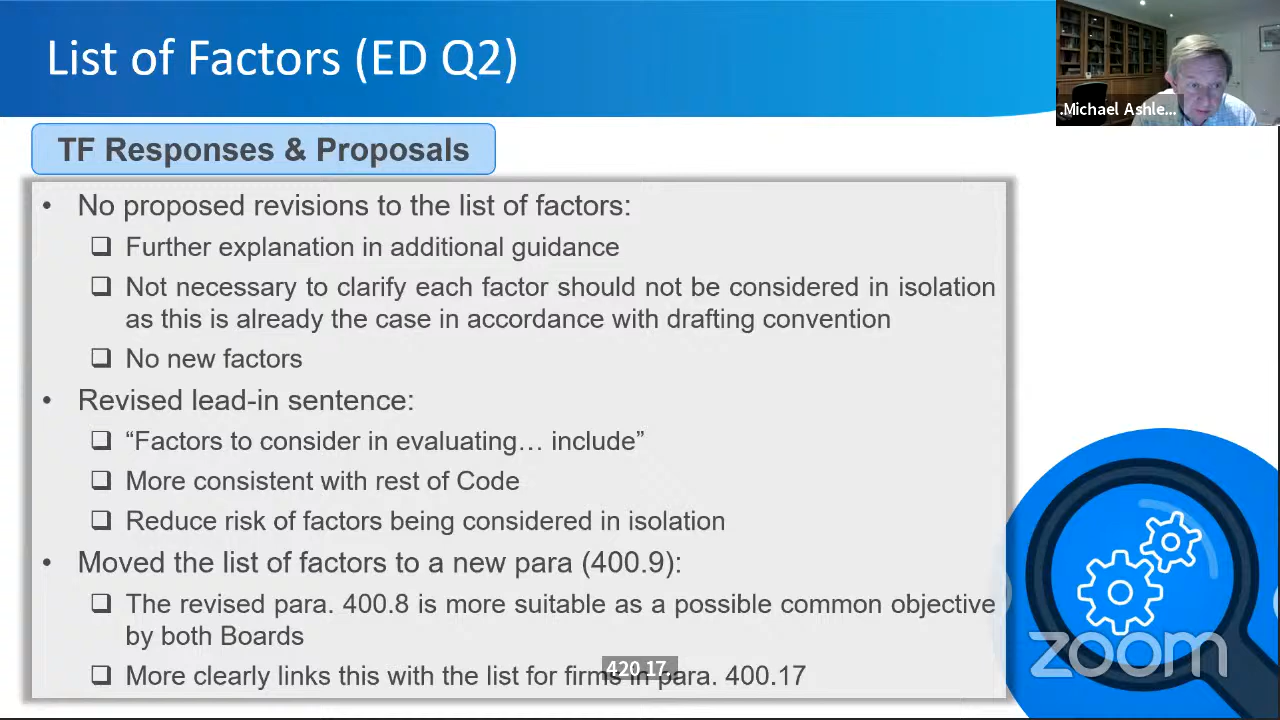 List of Factors (ED Q2)
.Michael Ashle...
TF Responses & Proposals
• No proposed revisions to the list of factors:
❑ Further explanation in additional guidance
❑ Not necessary to clarify each factor should not be considered in isolation
as this is already the case in accordance with drafting convention
❑ No new factors
• Revised lead-in sentence:
❑ “Factors to consider in evaluating… include”
❑ More consistent with rest of Code
❑ Reduce risk of factors being considered in isolation
• Moved the list of factors to a new para (400.9):
❑ The revised para. 400.8 is more suitable as a possible common objective
by both Boards
❑ More clearly links this with the list for firms in para. 400.17
420.17.
zoom